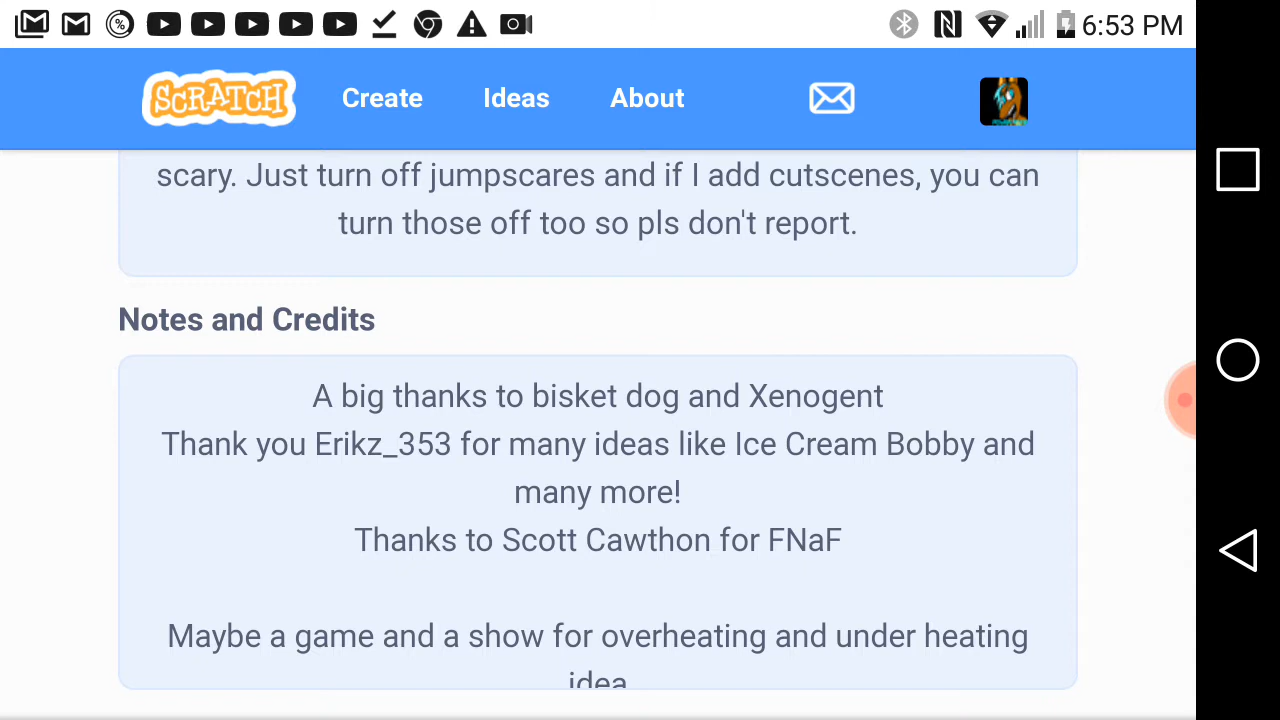 6:53 PM
SCRATCH Create Ideas About
scary. Just turn off jumpscares and if I add cutscenes, you can
turn those off too so pls don't report.
Notes and Credits
A big thanks to bisket dog and Xenogent
Thank you Erikz_353 for many ideas like Ice Cream Bobby and
many more!
Thanks to Scott Cawthon for FNaF
Maybe a game and a show for overheating and under heating
idea